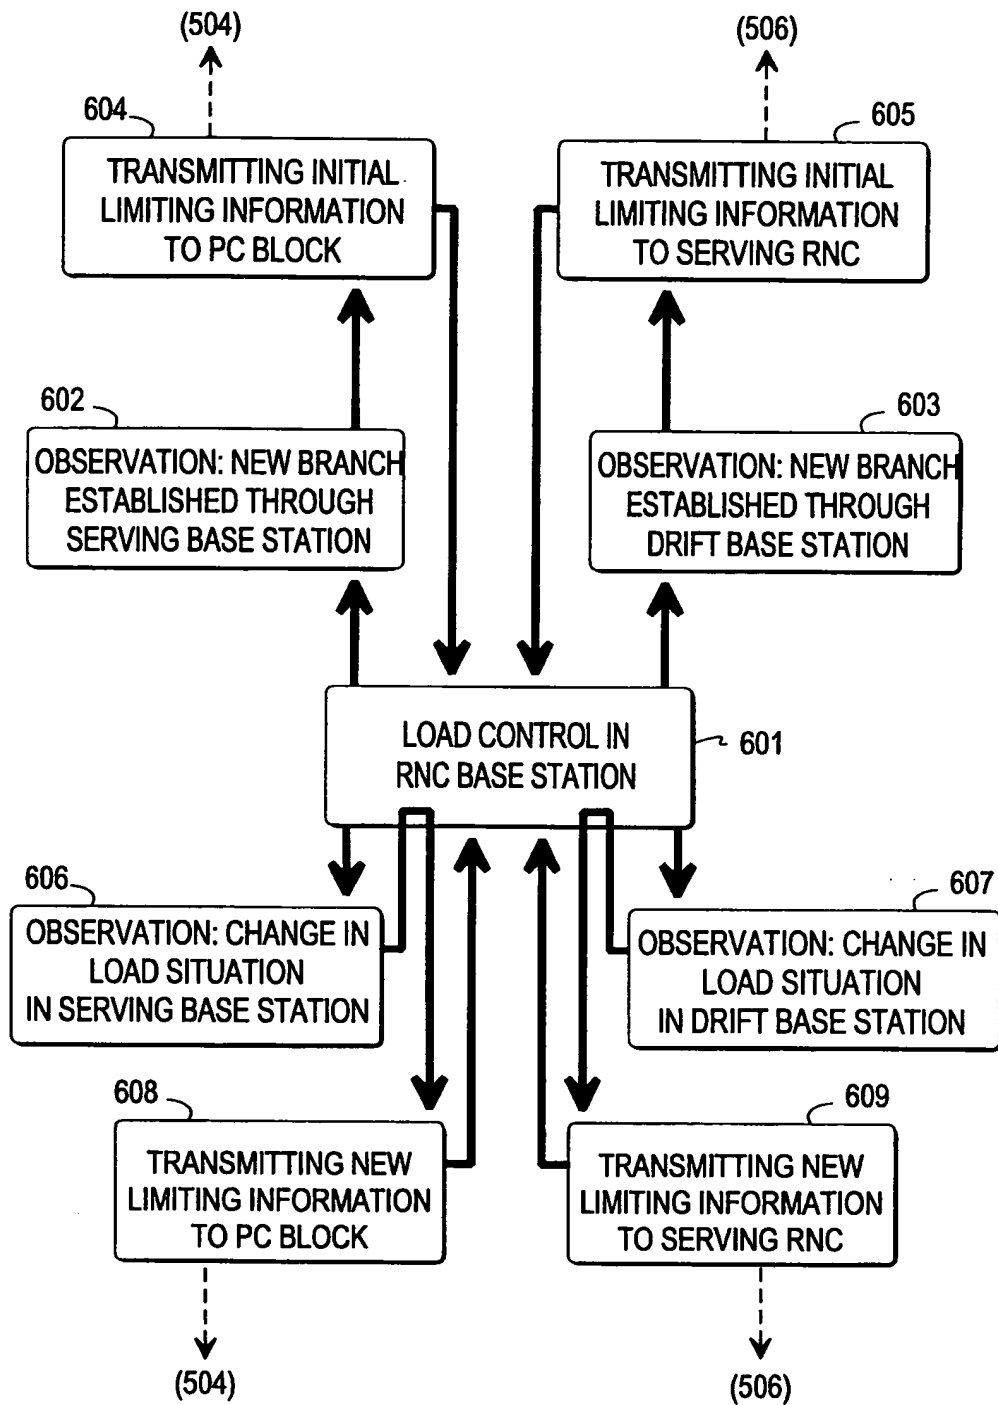 (504)
(506)
604
605
TRANSMITTING INITIAL
LIMITING INFORMATION
TO PC BLOCK
TRANSMITTING INITIAL
LIMITING INFORMATION
TO SERVING RNC
602
603
OBSERVATION: NEW BRANCH
ESTABLISHED THROUGH
SERVING BASE STATION
OBSERVATION: NEW BRANCH
ESTABLISHED THROUGH
DRIFT BASE STATION
LOAD CONTROL IN
RNC BASE STATION
601
606
607
OBSERVATION: CHANGE IN
LOAD SITUATION
IN SERVING BASE STATION
OBSERVATION: CHANGE IN
LOAD SITUATION
IN DRIFT BASE STATION
608
609
TRANSMITTING NEW
LIMITING INFORMATION
TO PC BLOCK
TRANSMITTING NEW
LIMITING INFORMATION
TO SERVING RNC
(504)
(506)